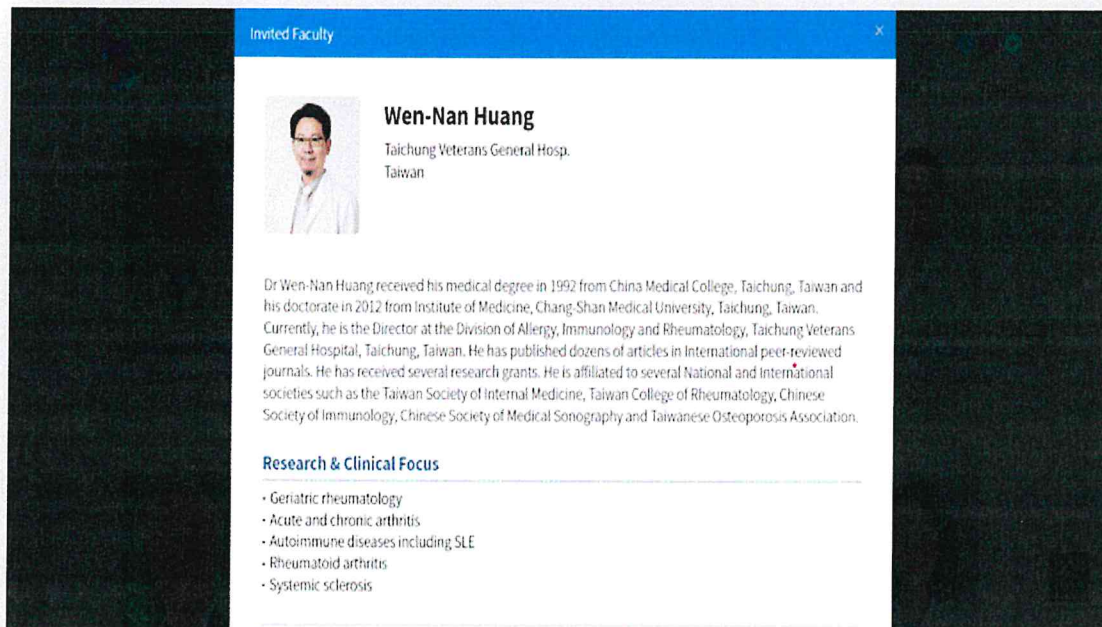 Invited Faculty
×
Wen-Nan Huang
Taichung Veterans General Hosp.
Taiwan
Dr Wen-Nan Huang received his medical degree in 1992 from China Medical College, Taichung, Taiwan and
his doctorate in 2012 from Institute of Medicine, Chang-Shan Medical University, Taichung, Taiwan.
Currently, he is the Director at the Division of Allergy, Immunology and Rheumatology, Taichung Veterans
General Hospital, Taichung, Taiwan. He has published dozens of articles in International peer-reviewed
journals. He has received several research grants. He is affiliated to several National and International
societies such as the Taiwan Society of Internal Medicine, Taiwan College of Rheumatology, Chinese
Society of Immunology, Chinese Society of Medical Sonography and Taiwanese Osteoporosis Association.
Research & Clinical Focus
• Geriatric rheumatology
• Acute and chronic arthritis
• Autoimmune diseases including SLE
• Rheumatoid arthritis
• Systemic sclerosis